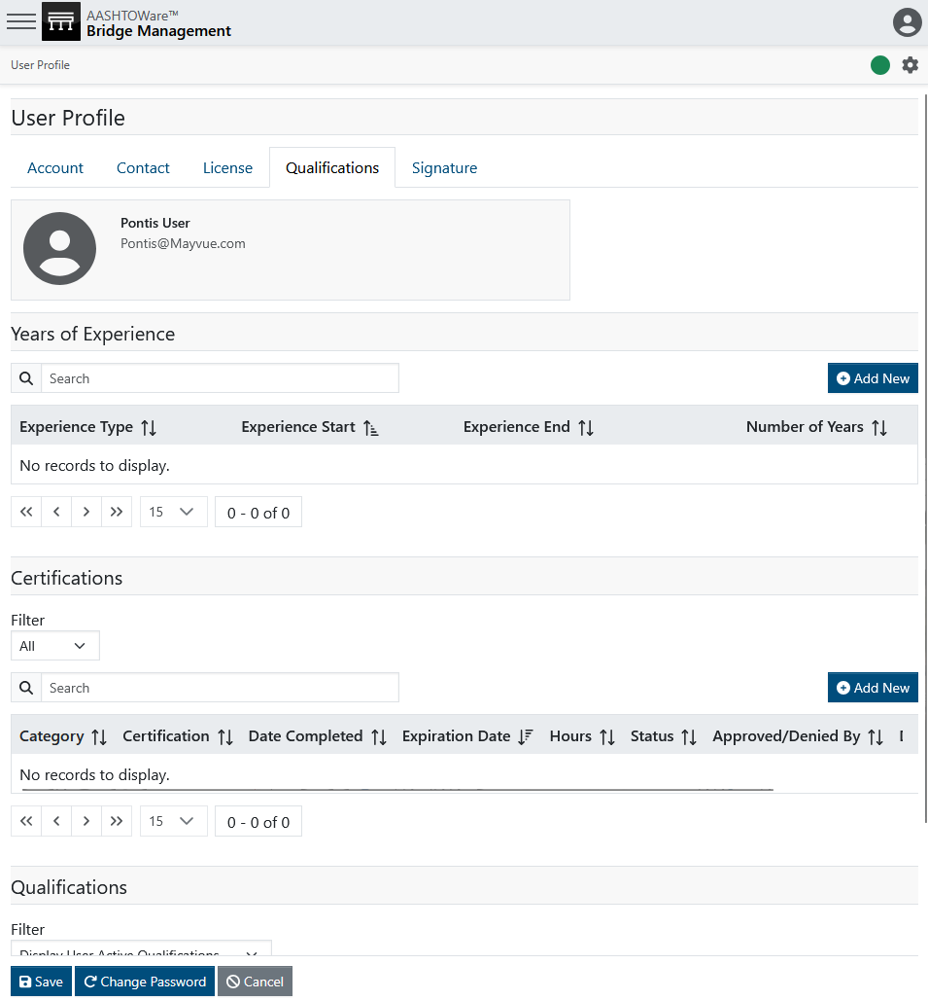 AASHTOWare™
Bridge Management
User Profile
User Profile
Account Contact License Qualifications Signature
Pontis User
Pontis@Mayvue.com
Years of Experience
Search
Add New
Experience Type Experience Start Experience End Number of Years
No records to display.
15 0 - 0 of 0
Certifications
Filter
All
Search
Add New
Category Certification Date Completed Expiration Date Hours Status Approved/Denied By
No records to display.
15 0 - 0 of 0
Qualifications
Filter
Display User Active Qualifications
Save Change Password Cancel